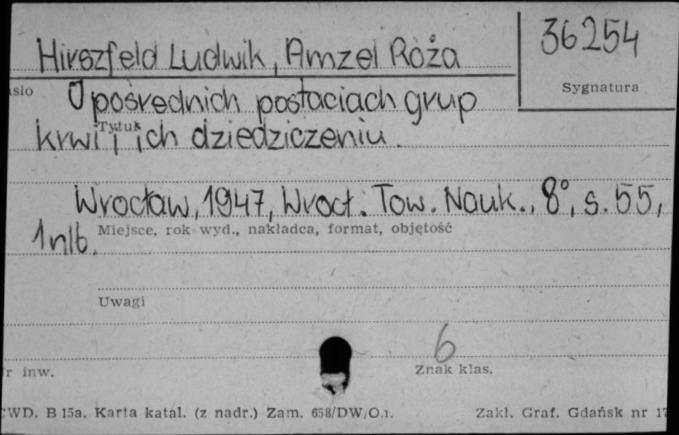 Hirszfeld Ludwik, Amzel Róża
36254
Sygnatura
sło
O pośrednich postaciach grup
Tytuł
krwi i ich dziedziczeniu.
Wrocław, 1947, Wrocł. Tow. Nauk., 8°, s. 55,
1 nlb.
Miejsce, rok wyd., nakładca, format, objętość
Uwagi
6
r inw.
Znak klas.
WD. B 15a. Karta katal. (z nadr.) Zam. 658/DW/O.1.
Zakł. Graf. Gdańsk nr 17